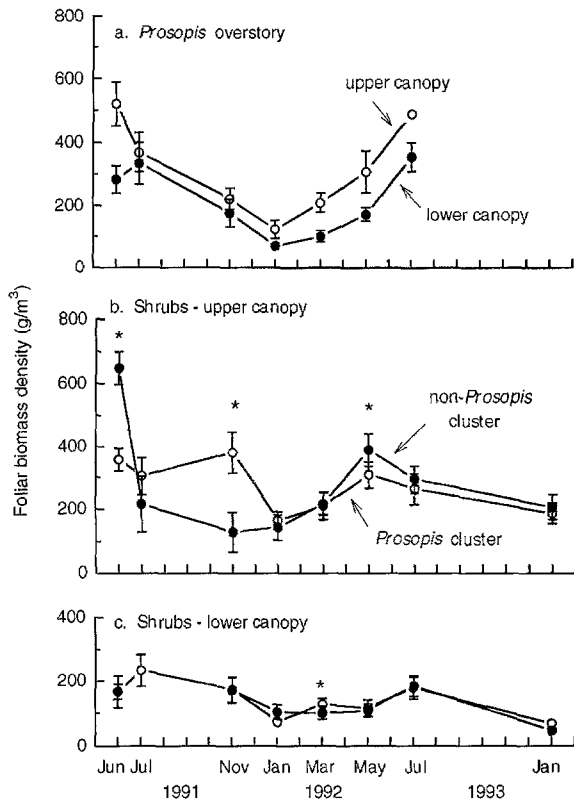 800
a. Prosopis overstory
upper canopy
600
400
200
lower canopy
0
Foliar biomass density (g/m³)
b. Shrubs - upper canopy
800
*
600
*
*
non-Prosopis
cluster
400
200
Prosopis cluster
0
400
c. Shrubs - lower canopy
200
*
0
Jun Jul Nov Jan Mar May Jul Jan
1991 1992 1993